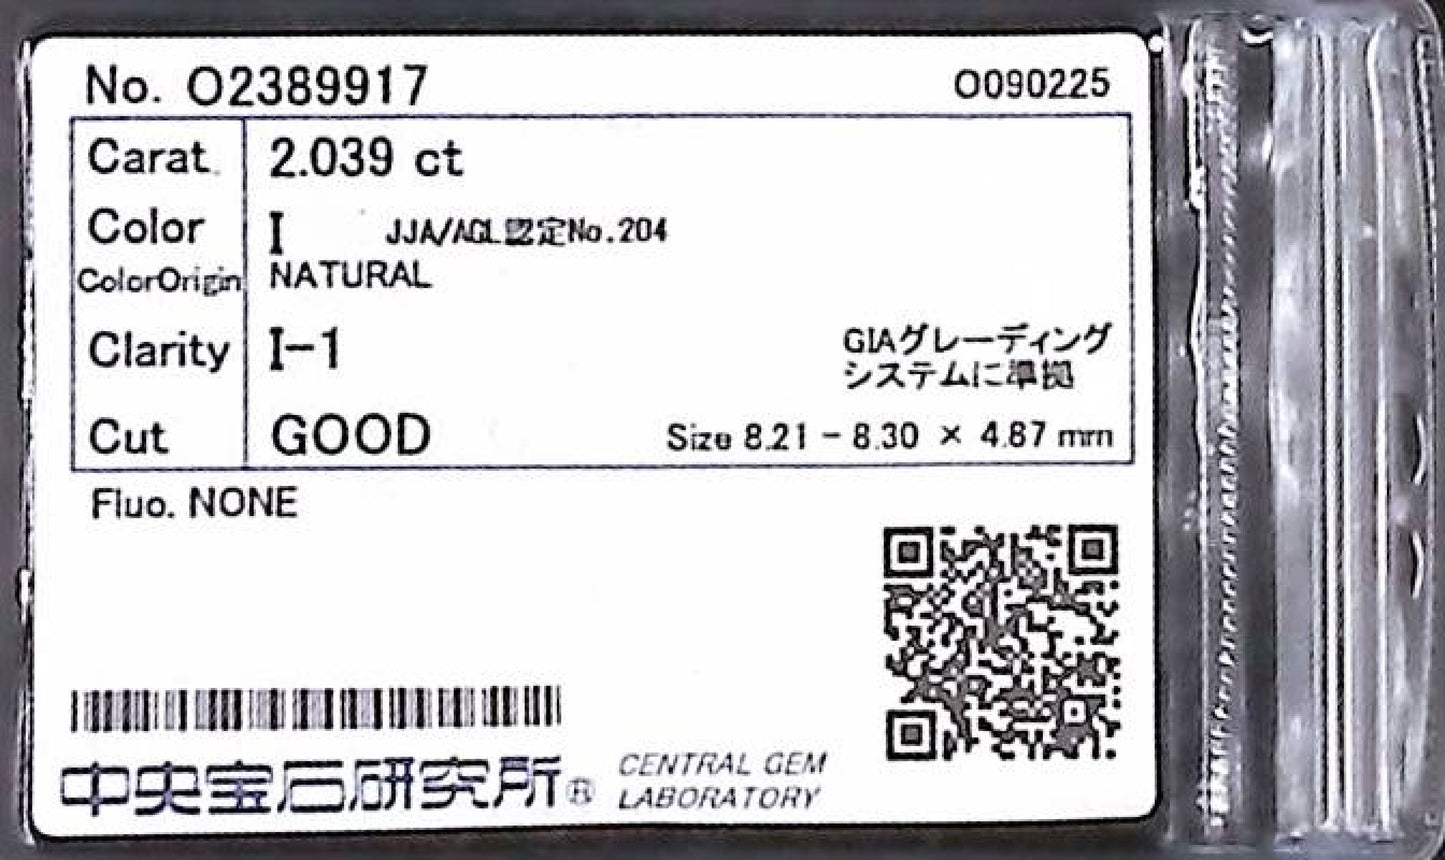 No. O2389917
O090225
Carat 2.039 ct
Color I JJA/AGL認定No.204
ColorOrigin NATURAL
Clarity I-1
GIAグレーディング
システムに準拠
Cut GOOD Size 8.21 - 8.30 × 4.87 mm
Fluo. NONE
中央宝石研究所® CENTRAL GEM
LABORATORY